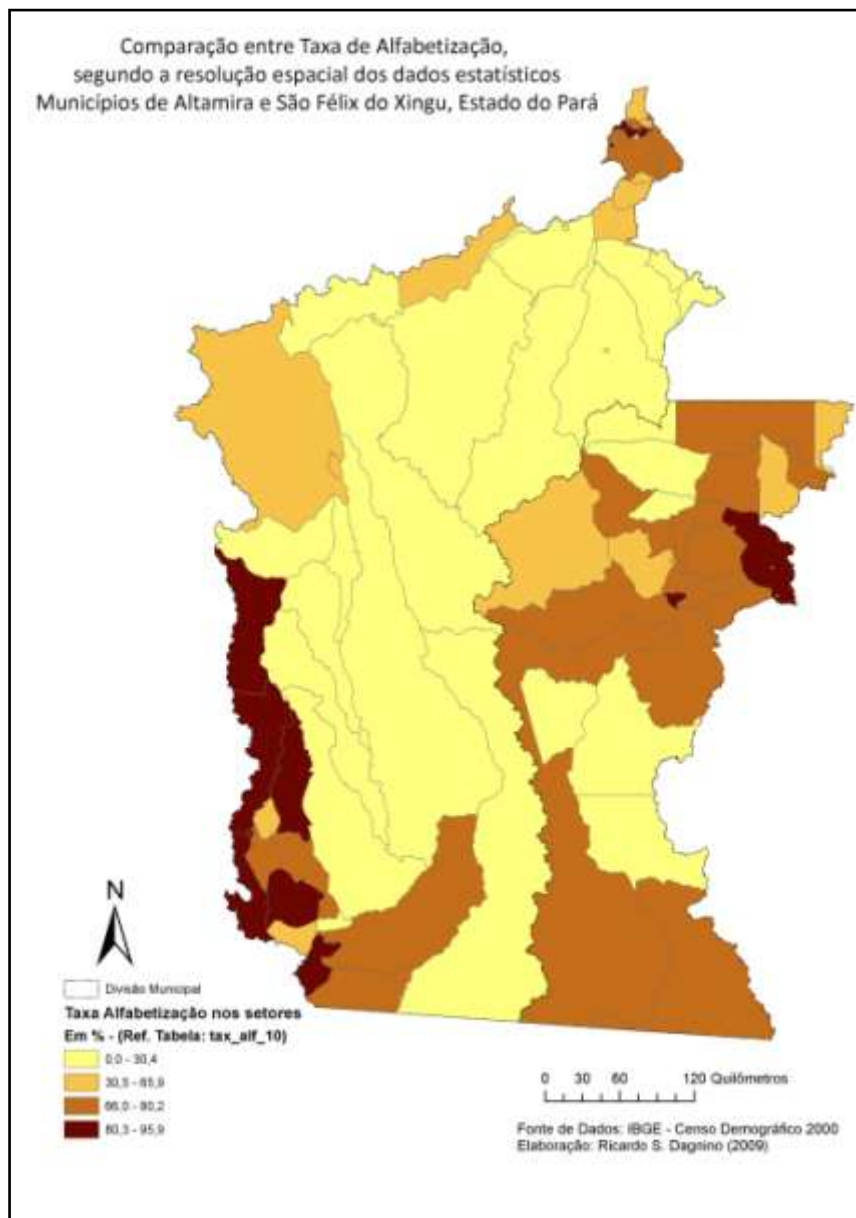 Comparação entre Taxa de Alfabetização,
segundo a resolução espacial dos dados estatísticos
Municípios de Altamira e São Félix do Xingu, Estado do Pará
N
Divisão Municipal
Taxa Alfabetização nos setores
Em % - (Ref. Tabela: tax_alf_10)
0,0 - 30,4
30,5 - 65,9
66,0 - 80,2
80,3 - 95,9
0 30 60 120 Quilômetros
Fonte de Dados: IBGE - Censo Demográfico 2000
Elaboração: Ricardo S. Dagnino (2009)